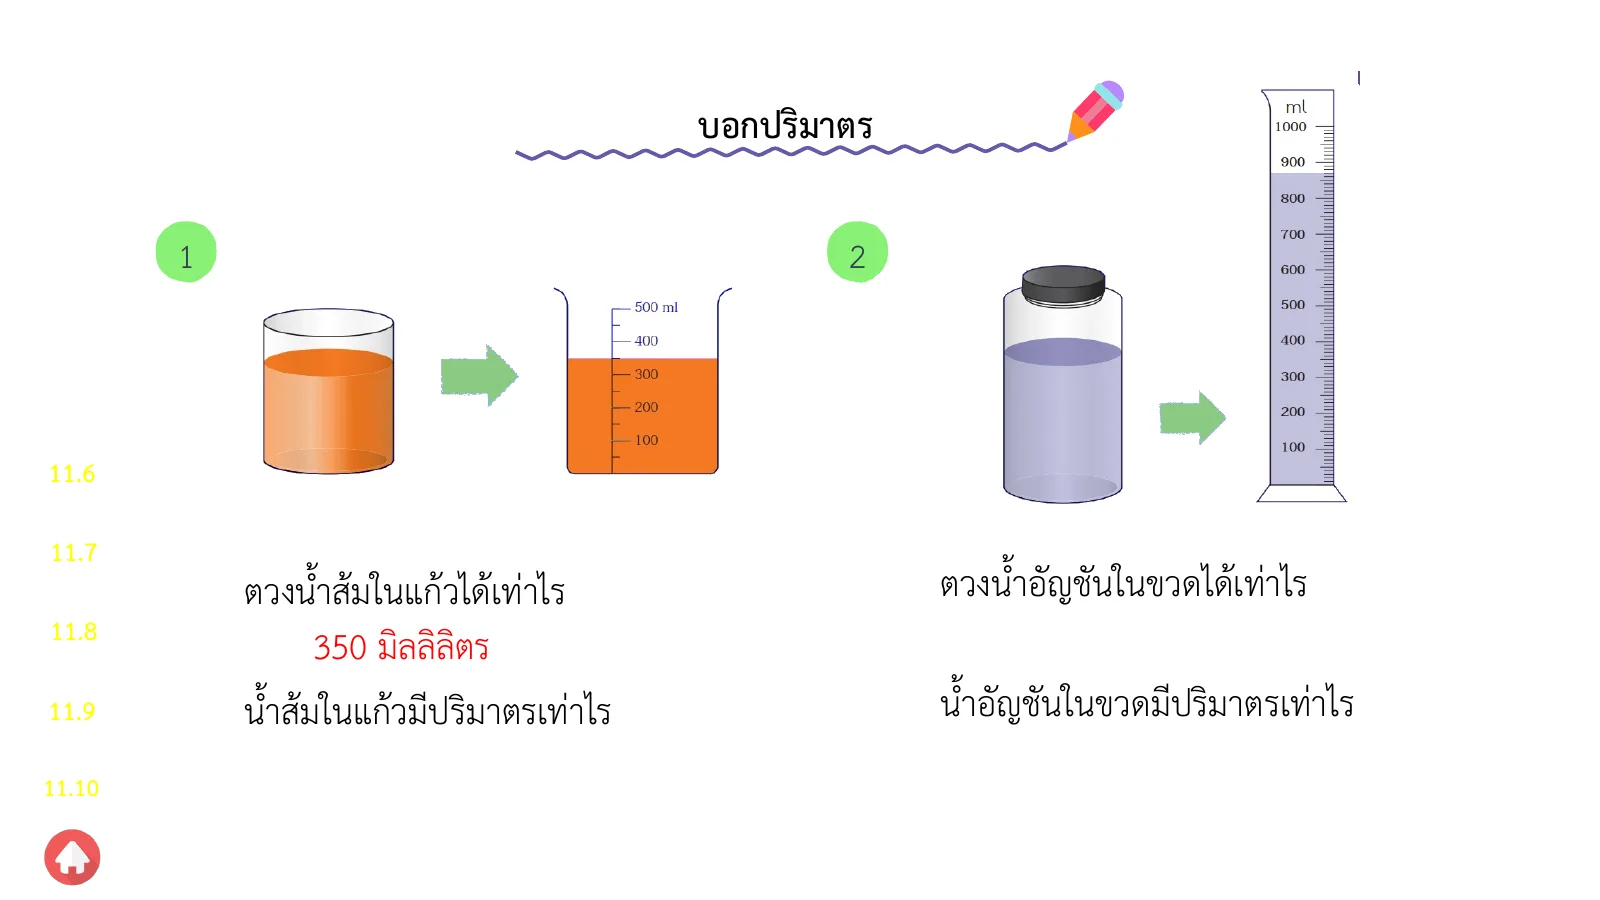 บอกปริมาตร
1
500 ml
400
300
200
100
ตวงน้ำส้มในแก้วได้เท่าไร
350 มิลลิลิตร
น้ำส้มในแก้วมีปริมาตรเท่าไร
2
ml
1000
900
800
700
600
500
400
300
200
100
ตวงน้ำอัญชันในขวดได้เท่าไร
น้ำอัญชันในขวดมีปริมาตรเท่าไร
11.6
11.7
11.8
11.9
11.10